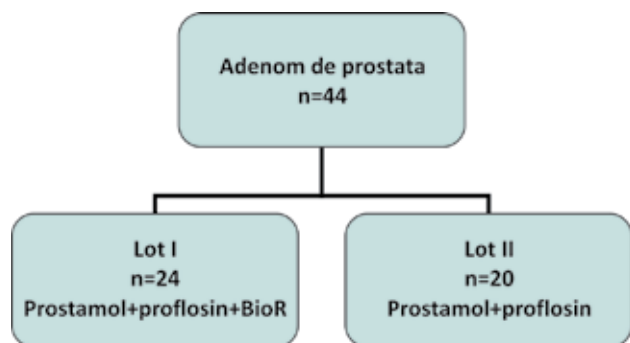 Adenom de prostata
n=44
Lot I
n=24
Prostamol+proflosin+BioR
Lot II
n=20
Prostamol+proflosin